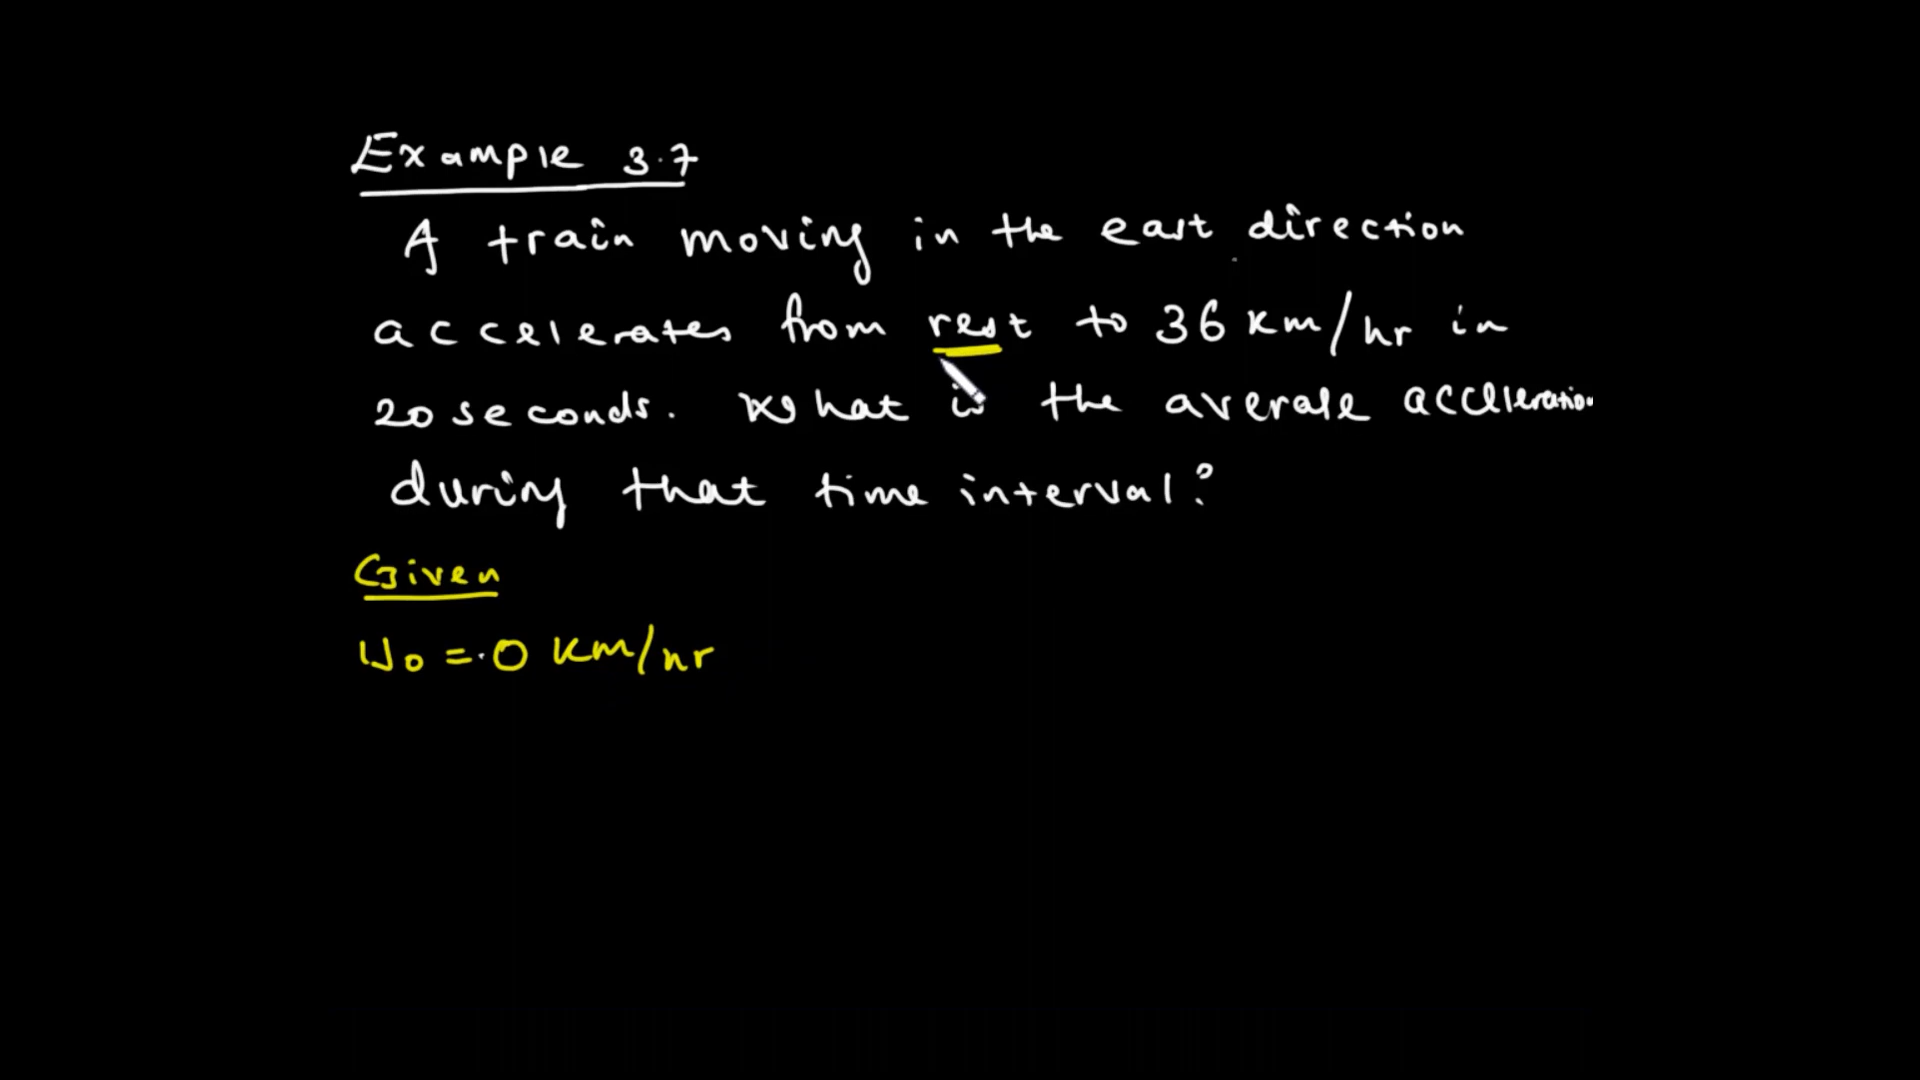 Example 3.7
A train moving in the east direction
accelerates from rest to 36 km/hr in
20 seconds. What is the average acceleration
during that time interval?
Given
V₀ = 0 km/hr